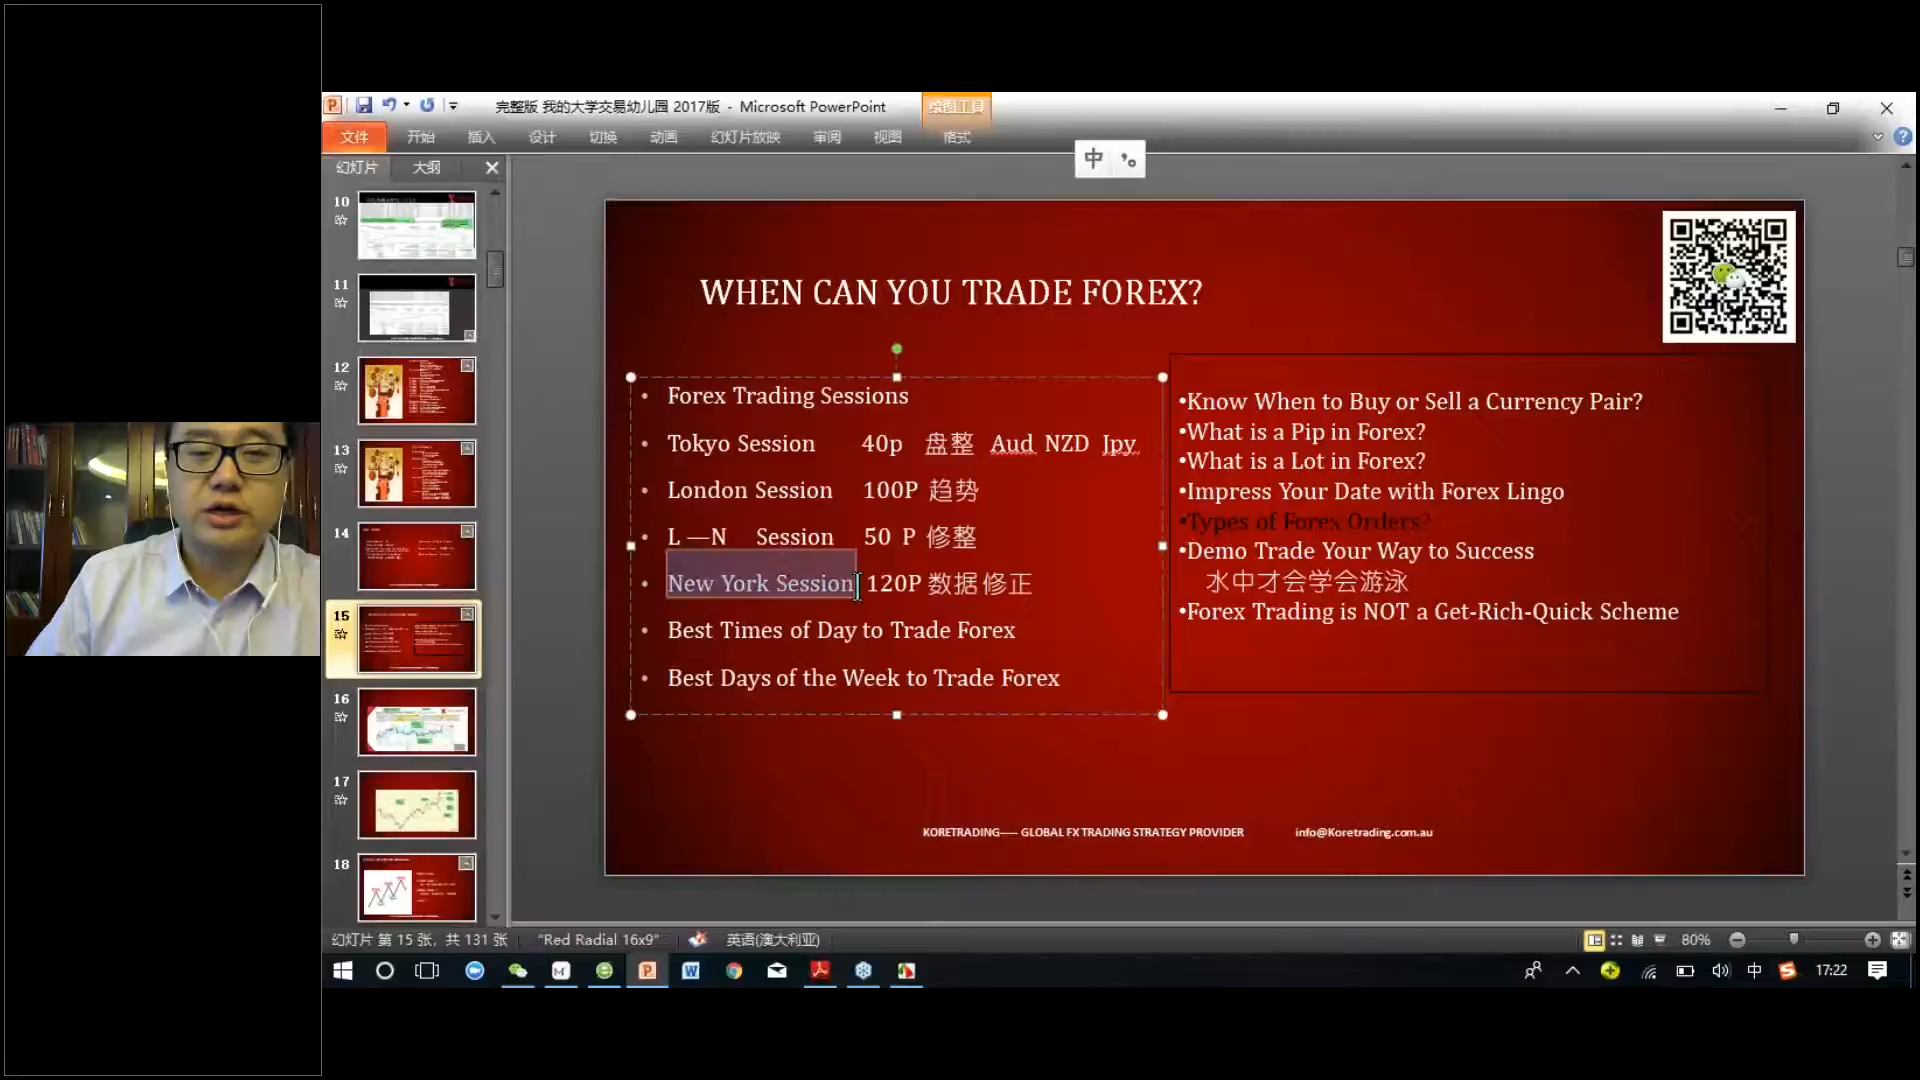 完整版 我的大学交易幼儿园 2017版 - Microsoft PowerPoint
绘图工具
文件 开始 插入 设计 切换 动画 幻灯片放映 审阅 视图 格式
中
幻灯片 大纲
10
11
12
13
14
15
16
17
18
WHEN CAN YOU TRADE FOREX?
• Forex Trading Sessions
• Tokyo Session 40p 盘整 Aud NZD Jpy
• London Session 100P 趋势
• L —N Session 50 P 修整
• New York Session 120P 数据修正
• Best Times of Day to Trade Forex
• Best Days of the Week to Trade Forex
•Know When to Buy or Sell a Currency Pair?
•What is a Pip in Forex?
•What is a Lot in Forex?
•Impress Your Date with Forex Lingo
•Types of Forex Orders?
•Demo Trade Your Way to Success
水中才会学会游泳
•Forex Trading is NOT a Get-Rich-Quick Scheme
KORETRADING---- GLOBAL FX TRADING STRATEGY PROVIDER info@Koretrading.com.au
幻灯片 第 15 张，共 131 张 "Red Radial 16x9" 英语(澳大利亚) 80%
中 17:22